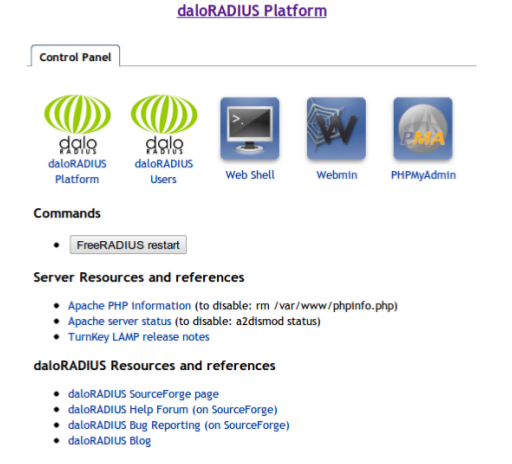 daloRADIUS Platform
Control Panel
dalo
RADIUS
dalo
RADIUS
>_
W
PMA
daloRADIUS
Platform
daloRADIUS
Users
Web Shell
Webmin
PHPMyAdmin
Commands
FreeRADIUS restart
Server Resources and references
Apache PHP information (to disable: rm /var/www/phpinfo.php)
Apache server status (to disable: a2dismod status)
TurnKey LAMP release notes
daloRADIUS Resources and references
daloRADIUS SourceForge page
daloRADIUS Help Forum (on SourceForge)
daloRADIUS Bug Reporting (on SourceForge)
daloRADIUS Blog